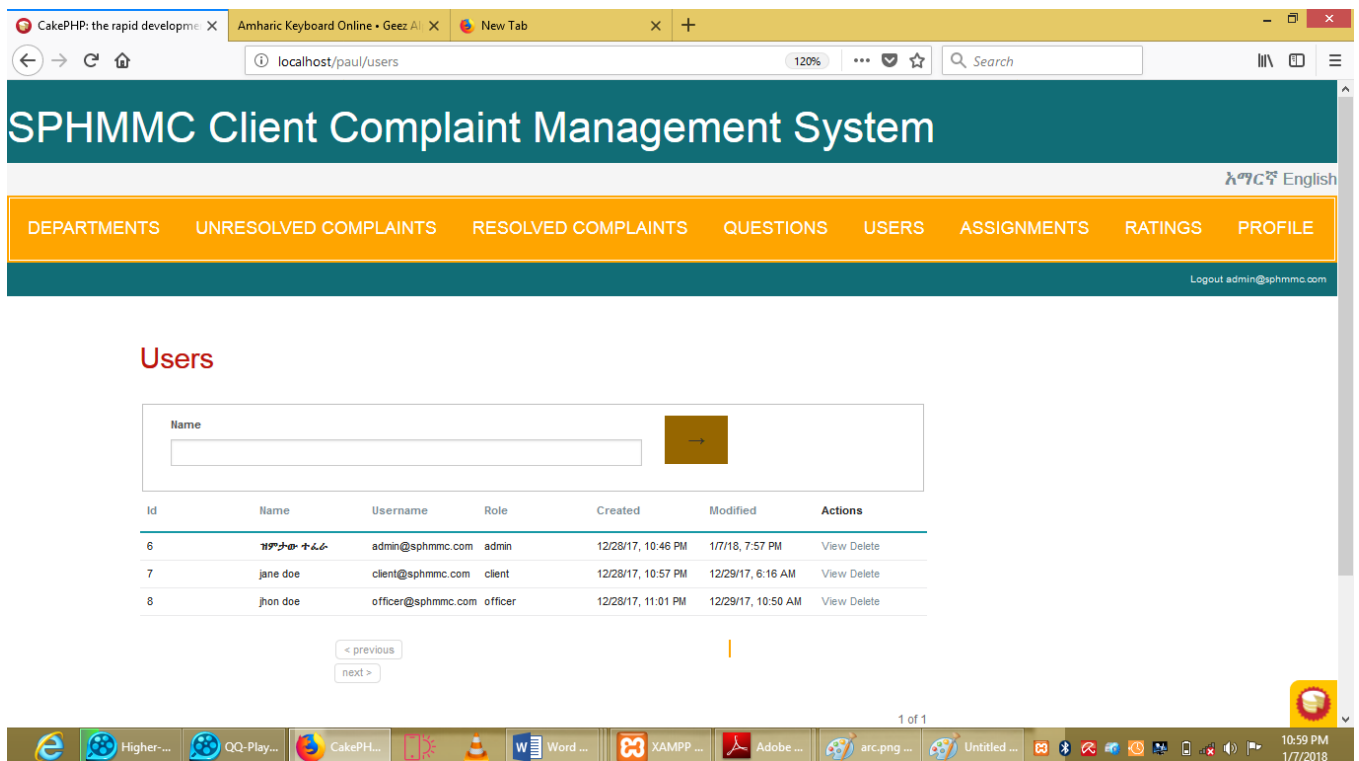 CakePHP: the rapid developme
Amharic Keyboard Online • Geez Al
New Tab
localhost/paul/users
120%
Search
SPHMMC Client Complaint Management System
አማርኛ English
DEPARTMENTS UNRESOLVED COMPLAINTS RESOLVED COMPLAINTS QUESTIONS USERS ASSIGNMENTS RATINGS PROFILE
Logout admin@sphmmc.com
Users
Name
→
Id Name Username Role Created Modified Actions
6 ዝምታው ተፈራ admin@sphmmc.com admin 12/28/17, 10:46 PM 1/7/18, 7:57 PM View Delete
7 jane doe client@sphmmc.com client 12/28/17, 10:57 PM 12/29/17, 6:16 AM View Delete
8 jhon doe officer@sphmmc.com officer 12/28/17, 11:01 PM 12/29/17, 10:50 AM View Delete
< previous
next >
1 of 1
Higher-... QQ-Play... CakePH... Word ... XAMPP ... Adobe ... arc.png ... Untitled ... 10:59 PM
1/7/2018